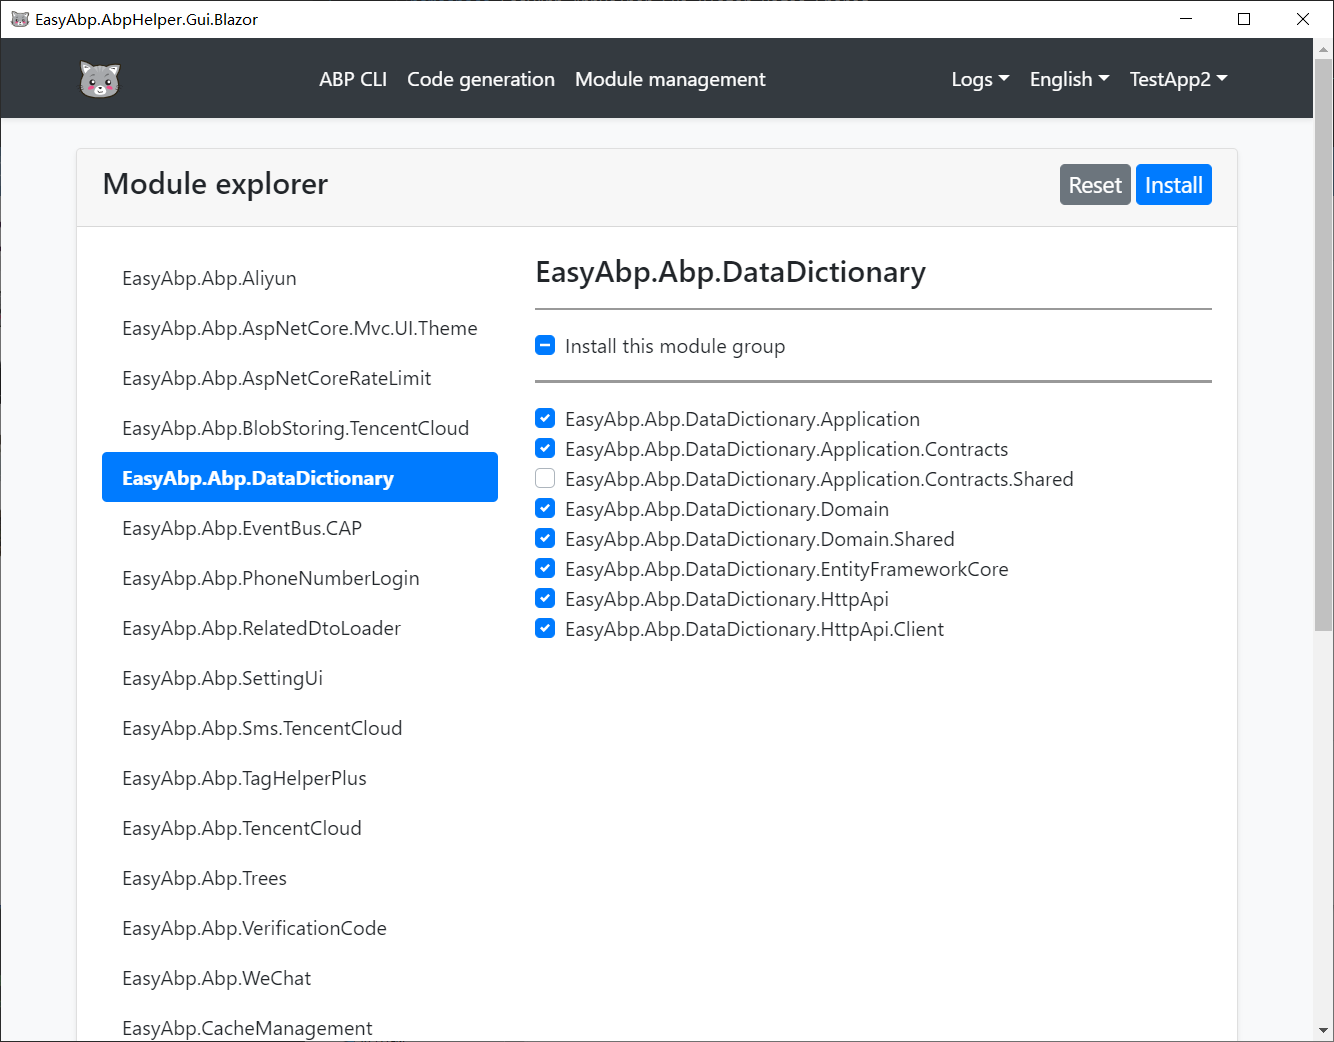 EasyAbp.AbpHelper.Gui.Blazor
ABP CLI Code generation Module management Logs English TestApp2
Module explorer
Reset Install
EasyAbp.Abp.Aliyun
EasyAbp.Abp.AspNetCore.Mvc.UI.Theme
EasyAbp.Abp.AspNetCoreRateLimit
EasyAbp.Abp.BlobStoring.TencentCloud
EasyAbp.Abp.DataDictionary
EasyAbp.Abp.EventBus.CAP
EasyAbp.Abp.PhoneNumberLogin
EasyAbp.Abp.RelatedDtoLoader
EasyAbp.Abp.SettingUi
EasyAbp.Abp.Sms.TencentCloud
EasyAbp.Abp.TagHelperPlus
EasyAbp.Abp.TencentCloud
EasyAbp.Abp.Trees
EasyAbp.Abp.VerificationCode
EasyAbp.Abp.WeChat
EasyAbp.CacheManagement
EasyAbp.Abp.DataDictionary
Install this module group
EasyAbp.Abp.DataDictionary.Application
EasyAbp.Abp.DataDictionary.Application.Contracts
EasyAbp.Abp.DataDictionary.Application.Contracts.Shared
EasyAbp.Abp.DataDictionary.Domain
EasyAbp.Abp.DataDictionary.Domain.Shared
EasyAbp.Abp.DataDictionary.EntityFrameworkCore
EasyAbp.Abp.DataDictionary.HttpApi
EasyAbp.Abp.DataDictionary.HttpApi.Client